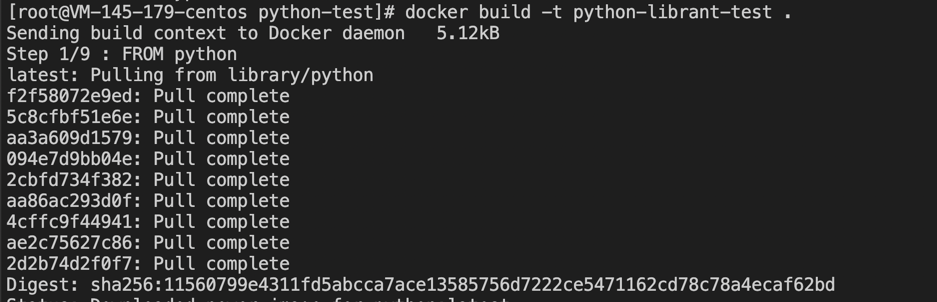 [root@VM-145-179-centos python-test]# docker build -t python-librant-test .
Sending build context to Docker daemon   5.12kB
Step 1/9 : FROM python
latest: Pulling from library/python
f2f58072e9ed: Pull complete
5c8cfbf51e6e: Pull complete
aa3a609d1579: Pull complete
094e7d9bb04e: Pull complete
2cbfd734f382: Pull complete
aa86ac293d0f: Pull complete
4cffc9f44941: Pull complete
ae2c75627c86: Pull complete
2d2b74d2f0f7: Pull complete
Digest: sha256:11560799e4311fd5abcca7ace13585756d7222ce5471162cd78c78a4ecaf62bd